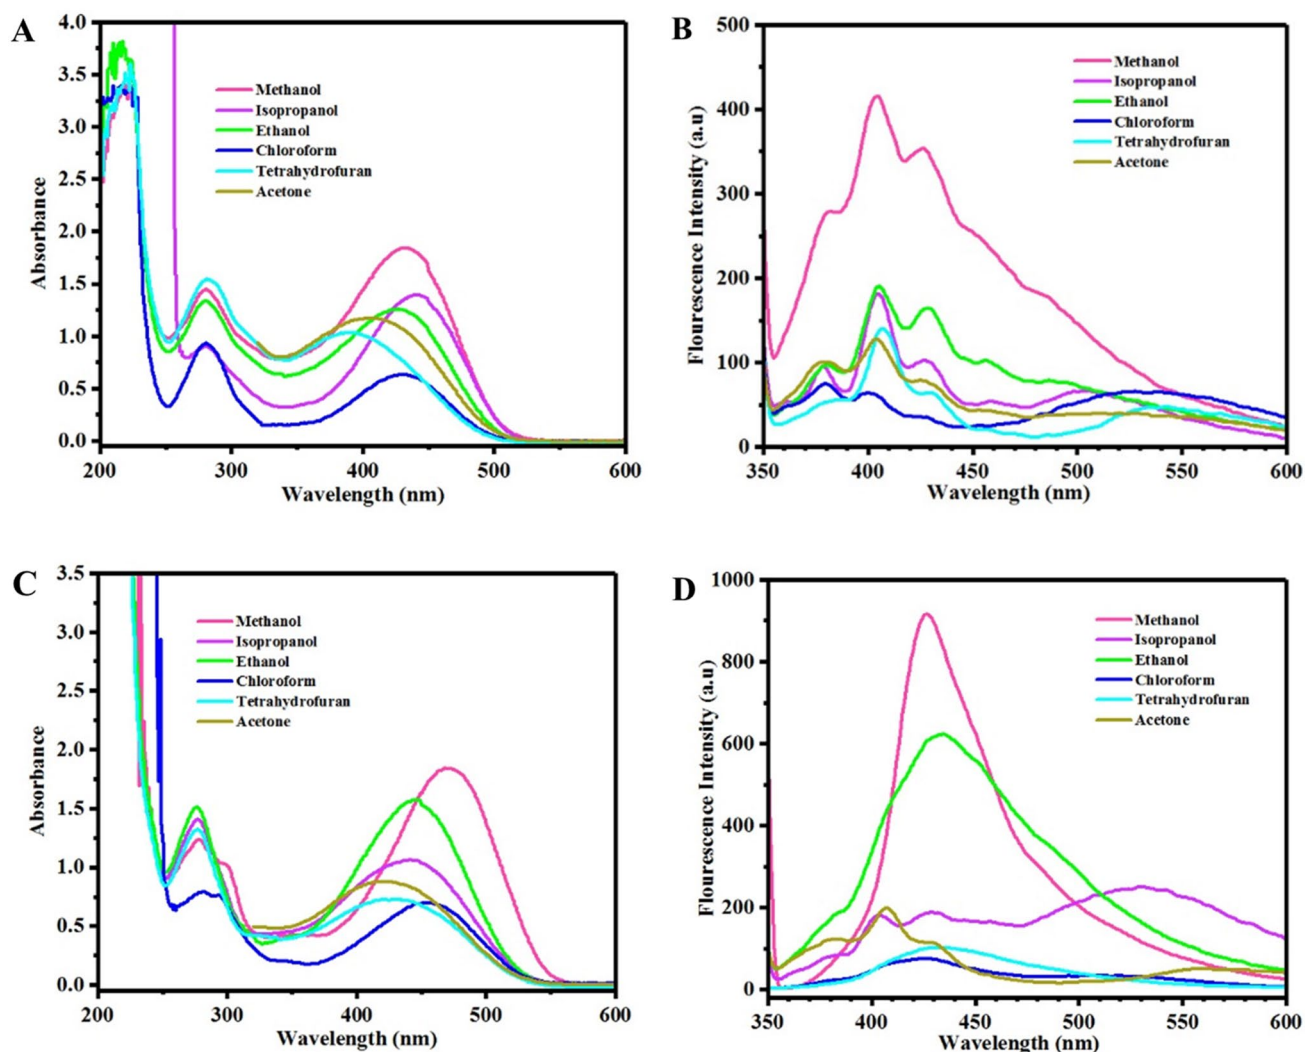 A
4.0
3.5
3.0
2.5
2.0
1.5
1.0
0.5
0.0
Absorbance
Methanol
Isopropanol
Ethanol
Chloroform
Tetrahydrofuran
Acetone
200 300 400 500 600
Wavelength (nm)
B
500
400
300
200
100
0
Flourescence Intensity (a.u)
Methanol
Isopropanol
Ethanol
Chloroform
Tetrahydrofuran
Acetone
350 400 450 500 550 600
Wavelength (nm)
C
3.5
3.0
2.5
2.0
1.5
1.0
0.5
0.0
Absorbance
Methanol
Isopropanol
Ethanol
Chloroform
Tetrahydrofuran
Acetone
200 300 400 500 600
Wavelength (nm)
D
1000
800
600
400
200
0
Flourescence Intensity (a.u)
Methanol
Isopropanol
Ethanol
Chloroform
Tetrahydrofuran
Acetone
350 400 450 500 550 600
Wavelength (nm)